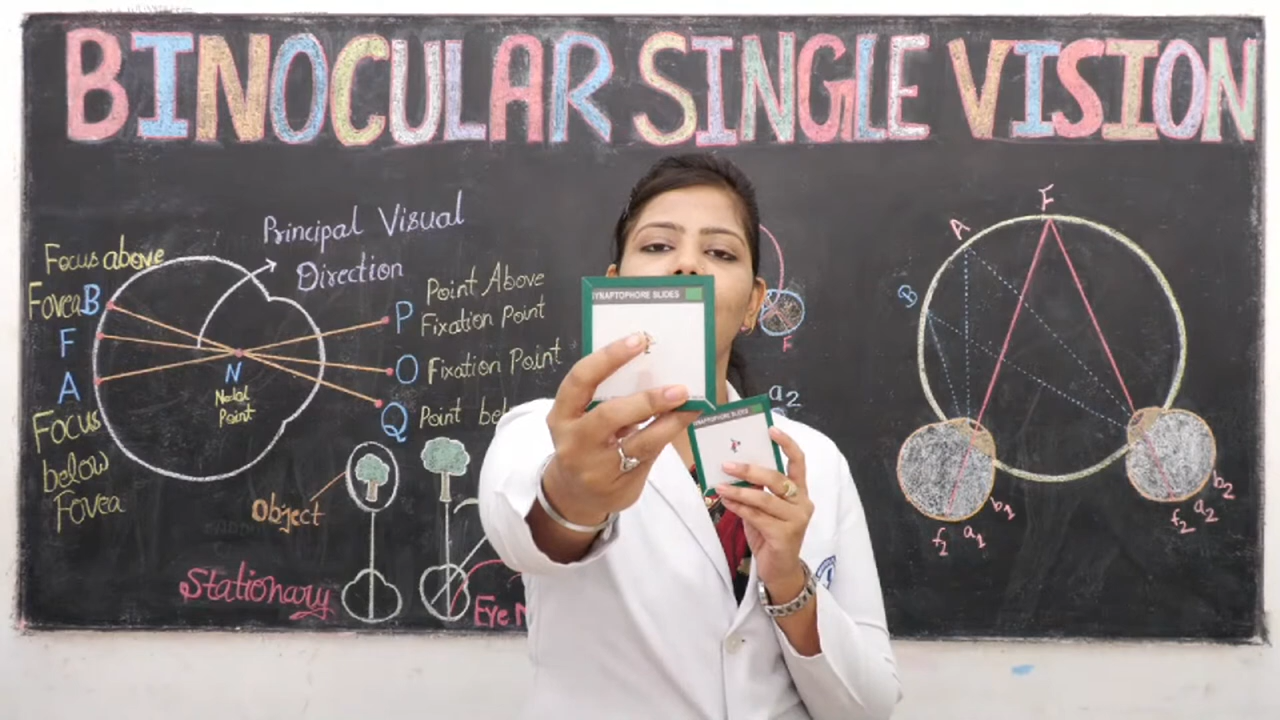 BINOCULAR SINGLE VISION
Principal Visual
Direction
Focus above
Fovea
B
F
A
Focus
below
Fovea
N
Nodal
Point
P
Point Above
Fixation Point
O
Fixation Point
Q
Point
Object
Stationary
Eye
SYNAPTOPHORE SLIDES
SYNAPTOPHORE SLIDES
F
a2
F
A
B
f2
a1
b1
f2
a2
b2